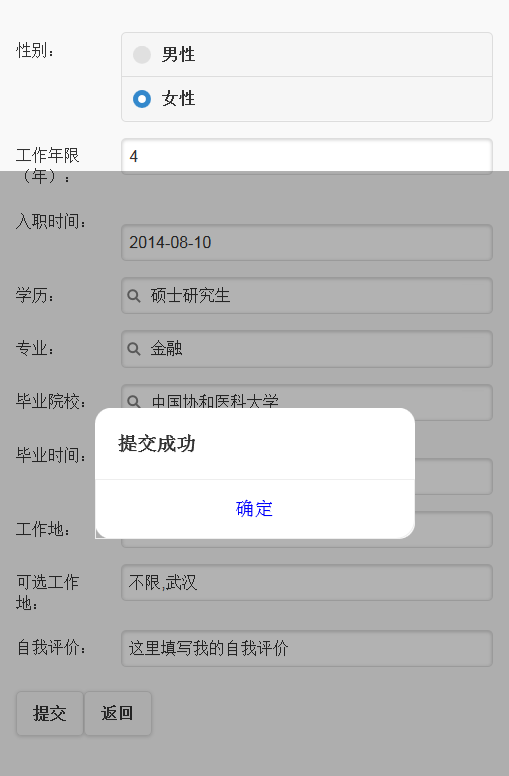 性别：
男性
女性
工作年限
（年）：
4
入职时间：
2014-08-10
学历：
硕士研究生
专业：
金融
毕业院校：
中国协和医科大学
提交成功
毕业时间：
确定
工作地：
可选工作
地：
不限,武汉
自我评价：
这里填写我的自我评价
提交
返回